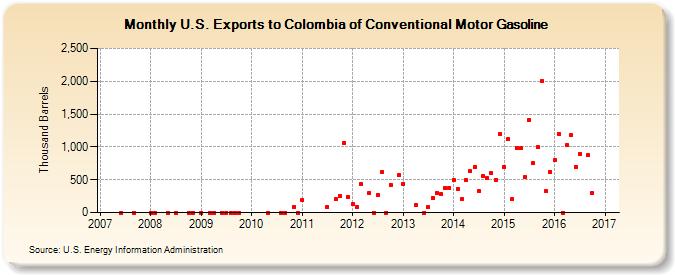 Monthly U.S. Exports to Colombia of Conventional Motor Gasoline
Thousand Barrels
2,500
2,000
1,500
1,000
500
0
2007 2008 2009 2010 2011 2012 2013 2014 2015 2016 2017
Source: U.S. Energy Information Administration